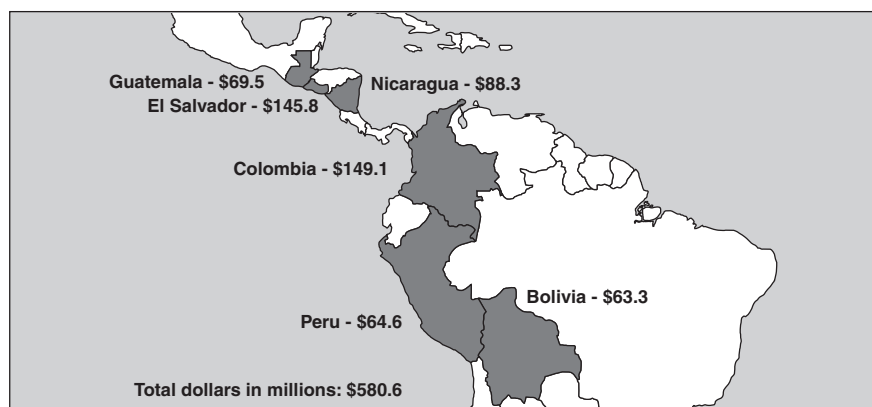 Guatemala - $69.5
Nicaragua - $88.3
El Salvador - $145.8
Colombia - $149.1
Bolivia - $63.3
Peru - $64.6
Total dollars in millions: $580.6